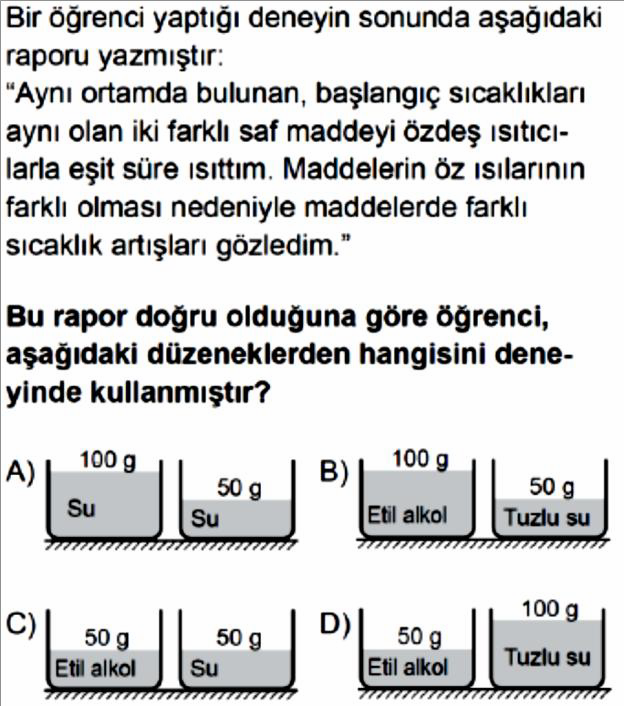 Bir öğrenci yaptığı deneyin sonunda aşağıdaki
raporu yazmıştır:
“Aynı ortamda bulunan, başlangıç sıcaklıkları
aynı olan iki farklı saf maddeyi özdeş ısıtıcı-
larla eşit süre ısıttım. Maddelerin öz ısılarının
farklı olması nedeniyle maddelerde farklı
sıcaklık artışları gözledim.”
Bu rapor doğru olduğuna göre öğrenci,
aşağıdaki düzeneklerden hangisini dene-
yinde kullanmıştır?
A) 100 g Su 50 g Su
B) 100 g Etil alkol 50 g Tuzlu su
C) 50 g Etil alkol 50 g Su
D) 50 g Etil alkol 100 g Tuzlu su